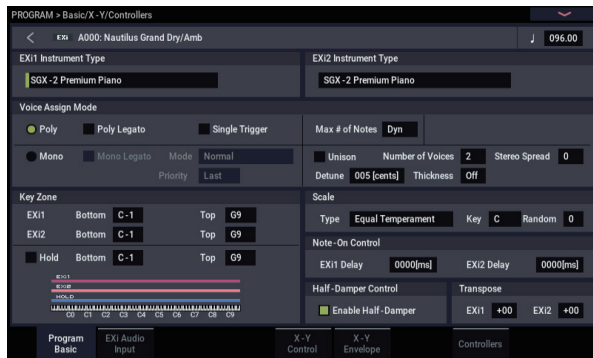 PROGRAM > Basic/X-Y/Controllers
< EXi A000: Nautilus Grand Dry/Amb ♩ 096.00
EXi1 Instrument Type EXi2 Instrument Type
SGX-2 Premium Piano SGX-2 Premium Piano
Voice Assign Mode
Poly Poly Legato Single Trigger Max # of Notes Dyn
Mono Mono Legato Mode Normal Unison Number of Voices 2 Stereo Spread 0
Priority Last Detune 005 [cents] Thickness Off
Key Zone Scale
EXi1 Bottom C-1 Top G9 Type Equal Temperament Key C Random 0
EXi2 Bottom C-1 Top G9
Note-On Control
Hold Bottom C-1 Top G9 EXi1 Delay 0000[ms] EXi2 Delay 0000[ms]
EXi1
EXi2 Half-Damper Control Transpose
HOLD
Enable Half-Damper EXi1 +00 EXi2 +00
C0 C1 C2 C3 C4 C5 C6 C7 C8 C9
Program Basic EXi Audio Input X-Y Control X-Y Envelope Controllers